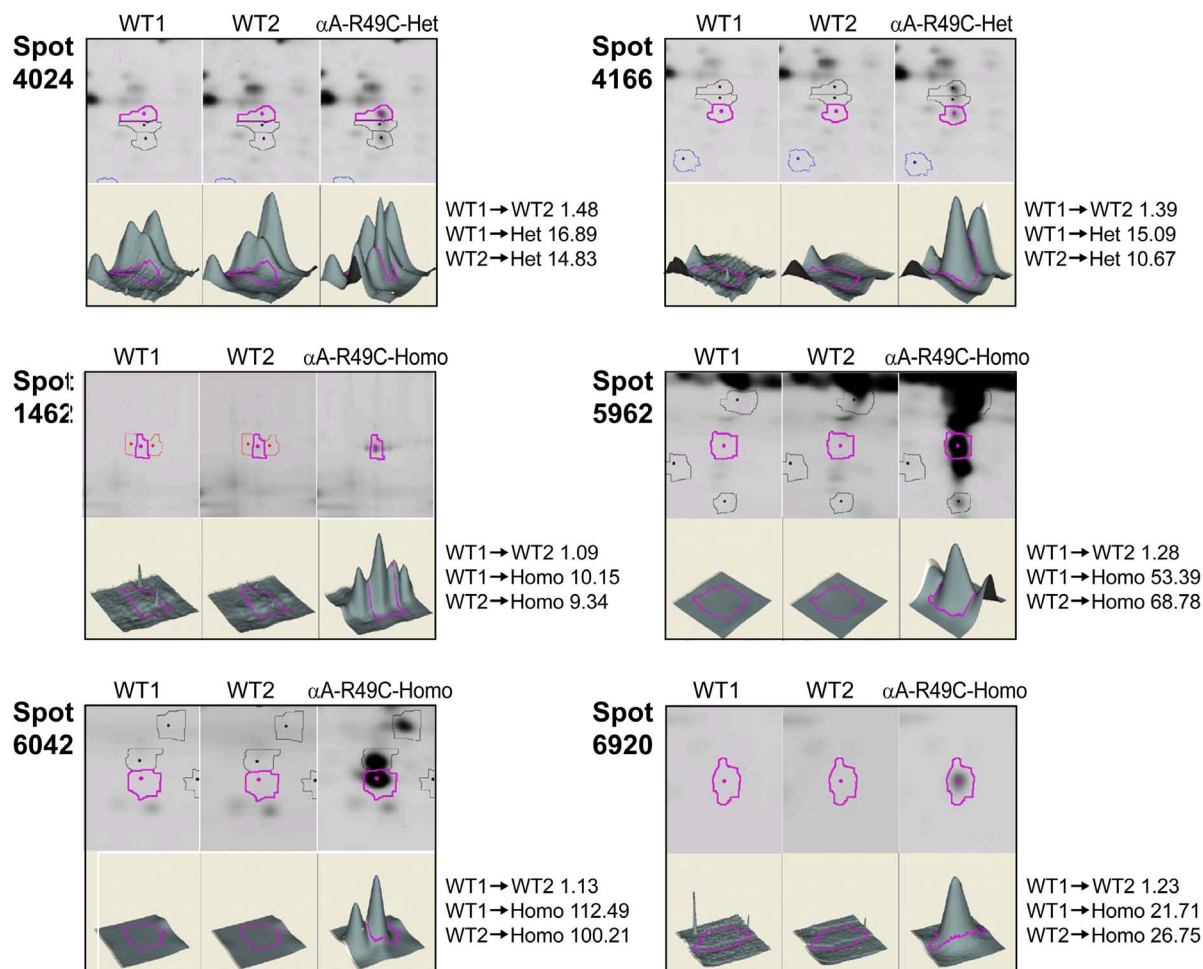 WT1 WT2 αA-R49C-Het
Spot
4024
WT1→WT2 1.48
WT1→Het 16.89
WT2→Het 14.83
WT1 WT2 αA-R49C-Het
Spot
4166
WT1→WT2 1.39
WT1→Het 15.09
WT2→Het 10.67
WT1 WT2 αA-R49C-Homo
Spot
1462
WT1→WT2 1.09
WT1→Homo 10.15
WT2→Homo 9.34
WT1 WT2 αA-R49C-Homo
Spot
5962
WT1→WT2 1.28
WT1→Homo 53.39
WT2→Homo 68.78
WT1 WT2 αA-R49C-Homo
Spot
6042
WT1→WT2 1.13
WT1→Homo 112.49
WT2→Homo 100.21
WT1 WT2 αA-R49C-Homo
Spot
6920
WT1→WT2 1.23
WT1→Homo 21.71
WT2→Homo 26.75